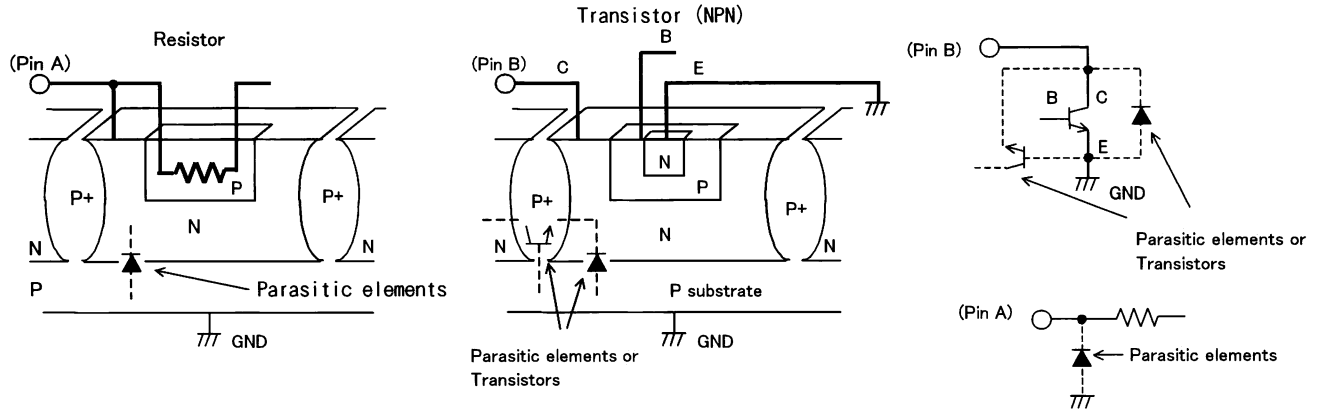 Resistor
(Pin A)
P+
P
P+
N
N
N
P
Parasitic elements
GND
Transistor (NPN)
B
(Pin B)
C
E
N
P
P+
P+
N
N
N
P substrate
GND
Parasitic elements or
Transistors
(Pin B)
B
C
E
GND
Parasitic elements or
Transistors
(Pin A)
Parasitic elements